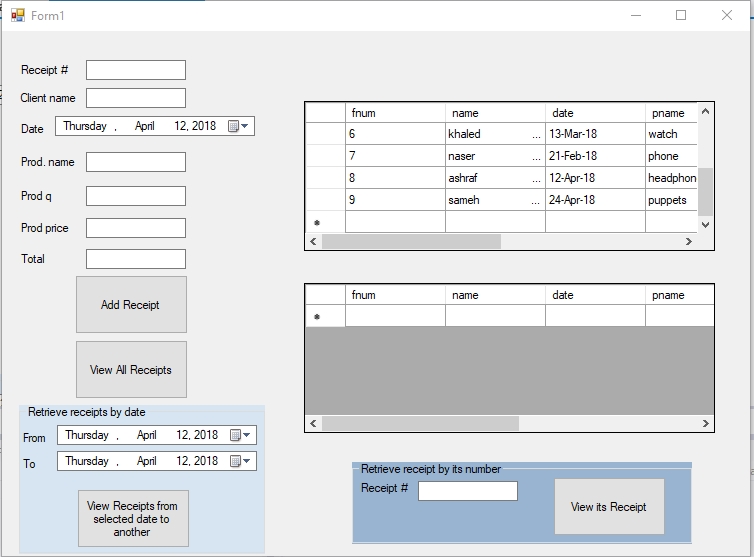 Form1
Receipt #
Client name
Date Thursday , April 12, 2018
Prod. name
Prod q
Prod price
Total
Add Receipt
View All Receipts
Retrieve receipts by date
From Thursday , April 12, 2018
To Thursday , April 12, 2018
View Receipts from
selected date to
another
fnum name date pname
6 khaled ... 13-Mar-18 watch
7 naser ... 21-Feb-18 phone
8 ashraf ... 12-Apr-18 headphon
9 sameh ... 24-Apr-18 puppets
*
fnum name date pname
*
Retrieve receipt by its number
Receipt #
View its Receipt